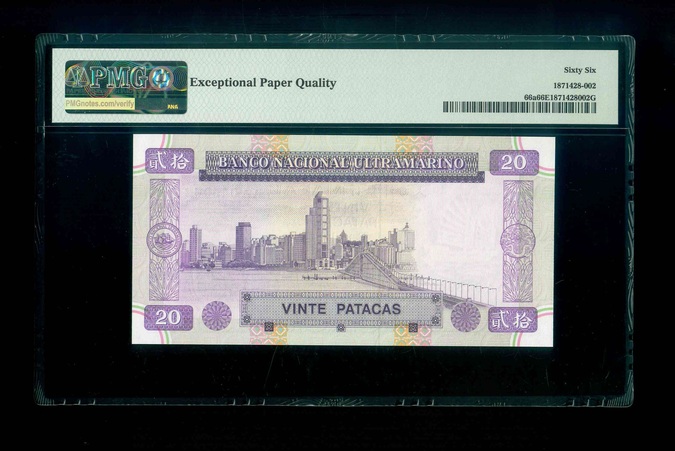 PMG
PMGnotes.com/verify
RNA
Exceptional Paper Quality
Sixty Six
1871428-002
66a66E1871428002G
貳拾
BANCO NACIONAL ULTRAMARINO
20
VINTE PATACAS
20
貳拾